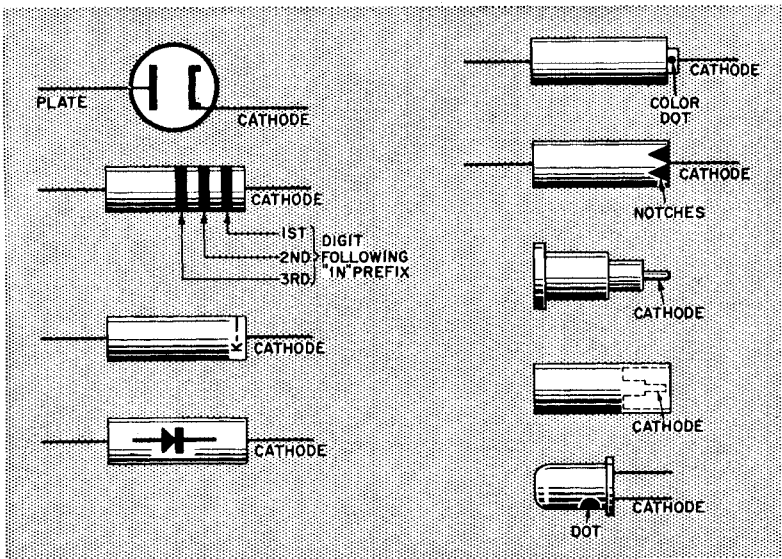 PLATE
CATHODE
CATHODE
1ST
2ND
3RD
DIGIT
FOLLOWING
"1N" PREFIX
K
CATHODE
CATHODE
CATHODE
COLOR
DOT
CATHODE
NOTCHES
CATHODE
CATHODE
CATHODE
DOT